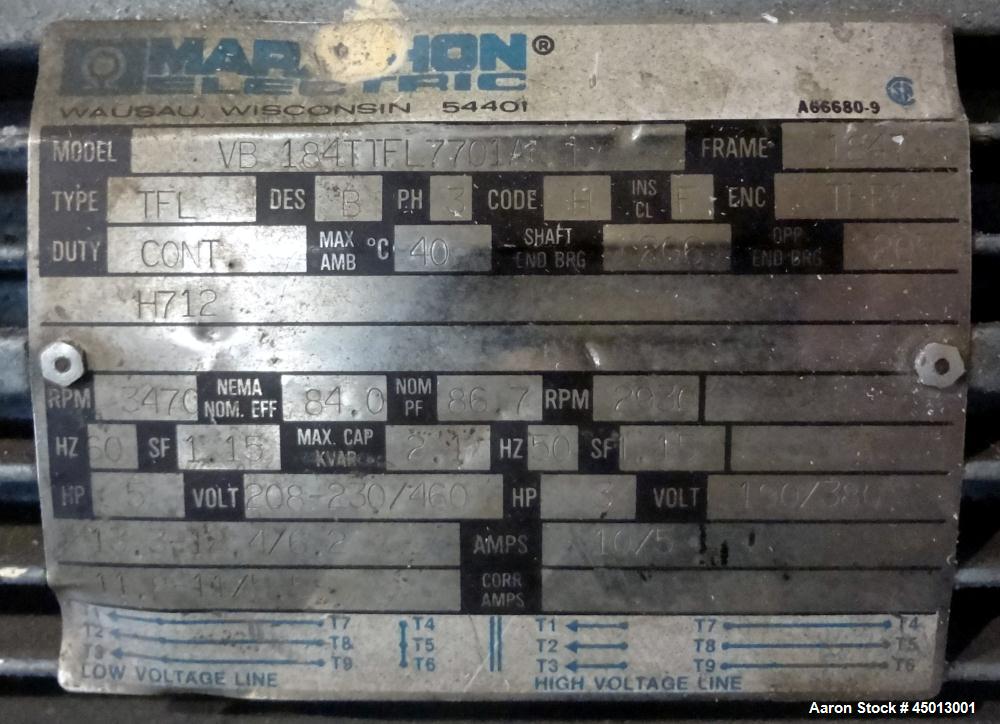 ELECTRIC ®
WAUSAU, WISCONSIN 54401 A66680-9
MODEL FRAME
TYPE TFL DES B PH 3 CODE H INS CL F ENC
DUTY CONT. MAX AMB °C 40 SHAFT END BRG OPP END BRG
H712
RPM 3470 NEMA NOM. EFF 84.0 NOM PF 86.7 RPM
HZ 60 SF 1.15 MAX. CAP KVAR HZ 50 SF 1.15
HP 5 VOLT 208-230/460 HP 3 VOLT 190/380
AMPS
CORR AMPS
T7 T4 T1 T7 T4
T2 T8 T5 T2 T8 T5
T3 T9 T6 T3 T9 T6
LOW VOLTAGE LINE HIGH VOLTAGE LINE
Aaron Stock # 45013001